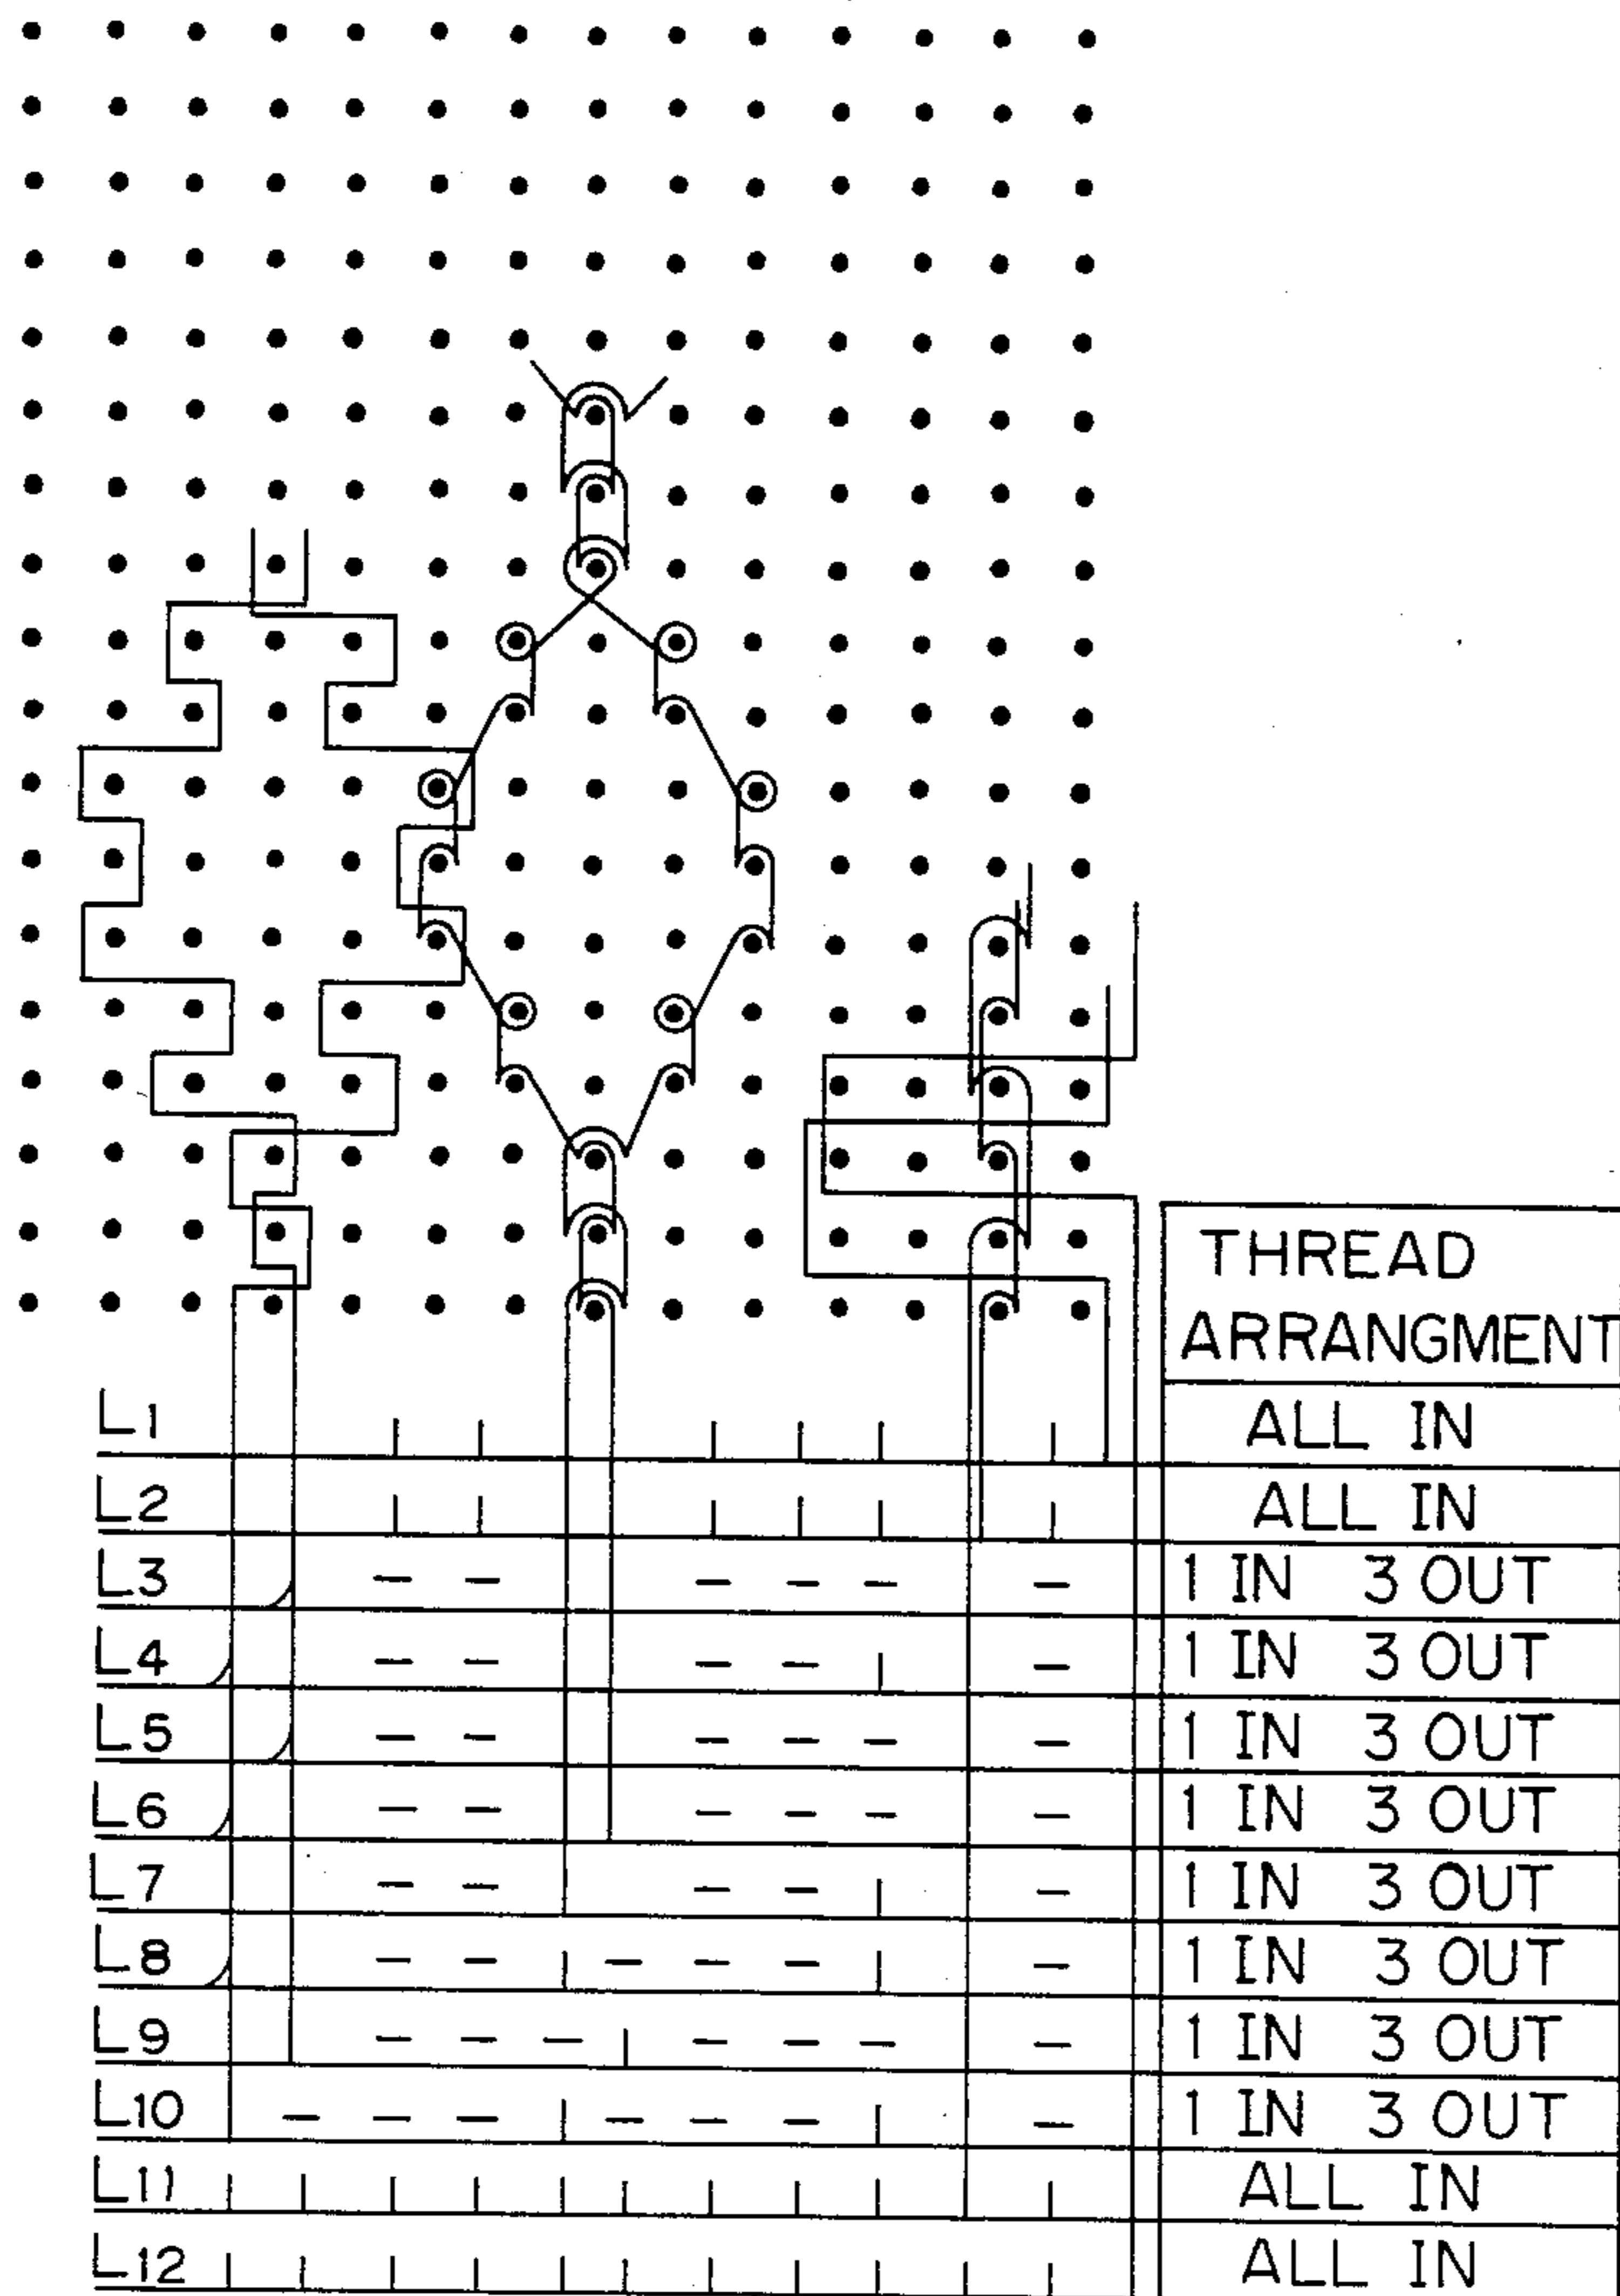 THREAD
ARRANGMENT
L1 ALL IN
L2 ALL IN
L3 1 IN 3 OUT
L4 1 IN 3 OUT
L5 1 IN 3 OUT
L6 1 IN 3 OUT
L7 1 IN 3 OUT
L8 1 IN 3 OUT
L9 1 IN 3 OUT
L10 1 IN 3 OUT
L11 ALL IN
L12 ALL IN